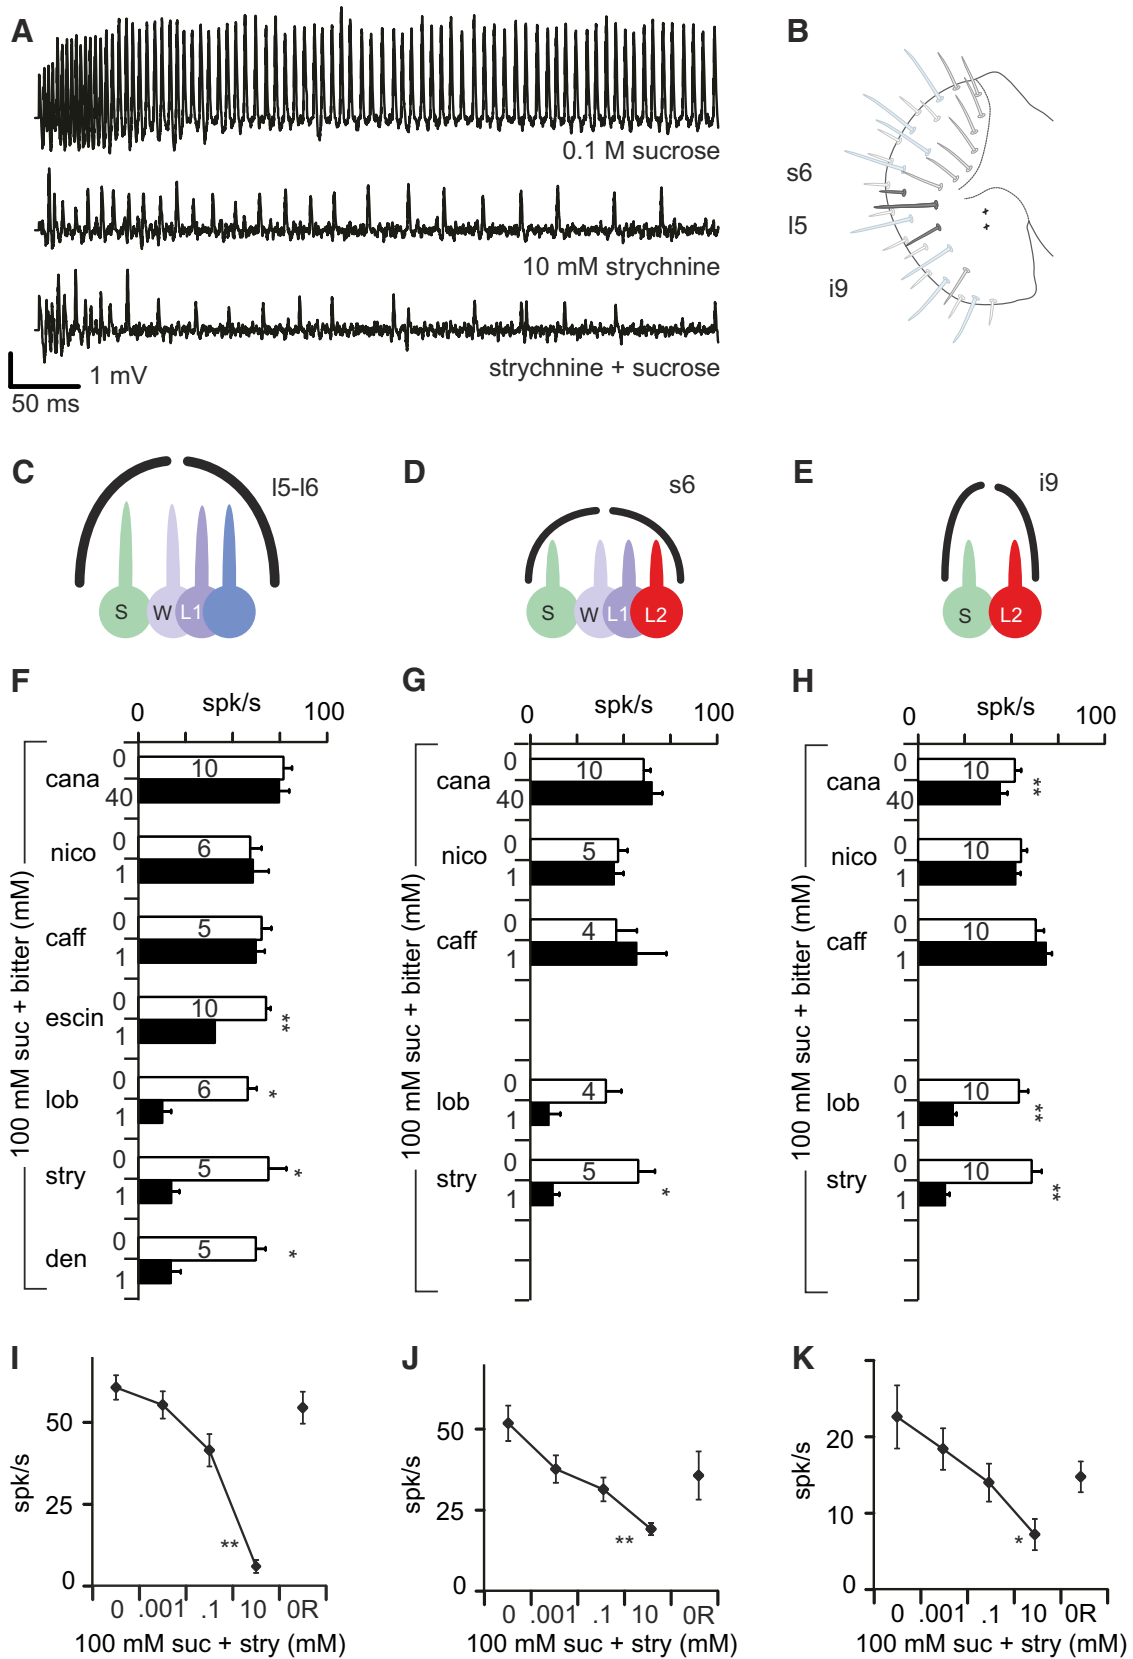 A
B
0.1 M sucrose
10 mM strychnine
strychnine + sucrose
1 mV
50 ms
s6
l5
i9
C
l5-l6
S W L1
D
s6
S W L1 L2
E
i9
S L2
F
spk/s
0 100
100 mM suc + bitter (mM)
cana 0 10
40
nico 0 6
1
caff 0 5
1
escin 0 10 **
1
lob 0 6 *
1
stry 0 5 *
1
den 0 5 *
1
G
spk/s
0 100
100 mM suc + bitter (mM)
cana 0 10
40
nico 0 5
1
caff 0 4
1
lob 0 4
1
stry 0 5
1 *
H
spk/s
0 100
100 mM suc + bitter (mM)
cana 0 10 **
40
nico 0 10
1
caff 0 10
1
lob 0 10 **
1
stry 0 10 **
1
I
spk/s
50
25
0
**
0 .001 .1 10 0R
100 mM suc + stry (mM)
J
spk/s
50
25
0
**
0 .001 .1 10 0R
100 mM suc + stry (mM)
K
spk/s
20
10
0
*
0 .001 .1 10 0R
100 mM suc + stry (mM)